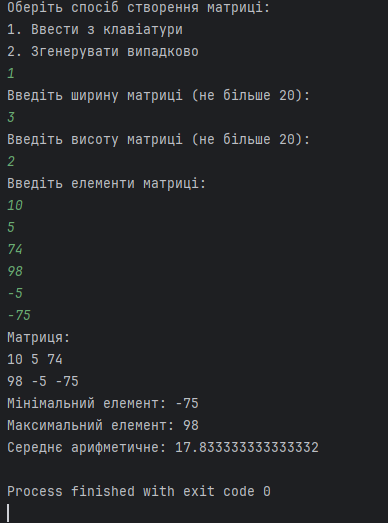 Оберіть спосіб створення матриці:
1. Ввести з клавіатури
2. Згенерувати випадково
1
Введіть ширину матриці (не більше 20):
3
Введіть висоту матриці (не більше 20):
2
Введіть елементи матриці:
10
5
74
98
-5
-75
Матриця:
10 5 74
98 -5 -75
Мінімальний елемент: -75
Максимальний елемент: 98
Середнє арифметичне: 17.833333333333332
Process finished with exit code 0